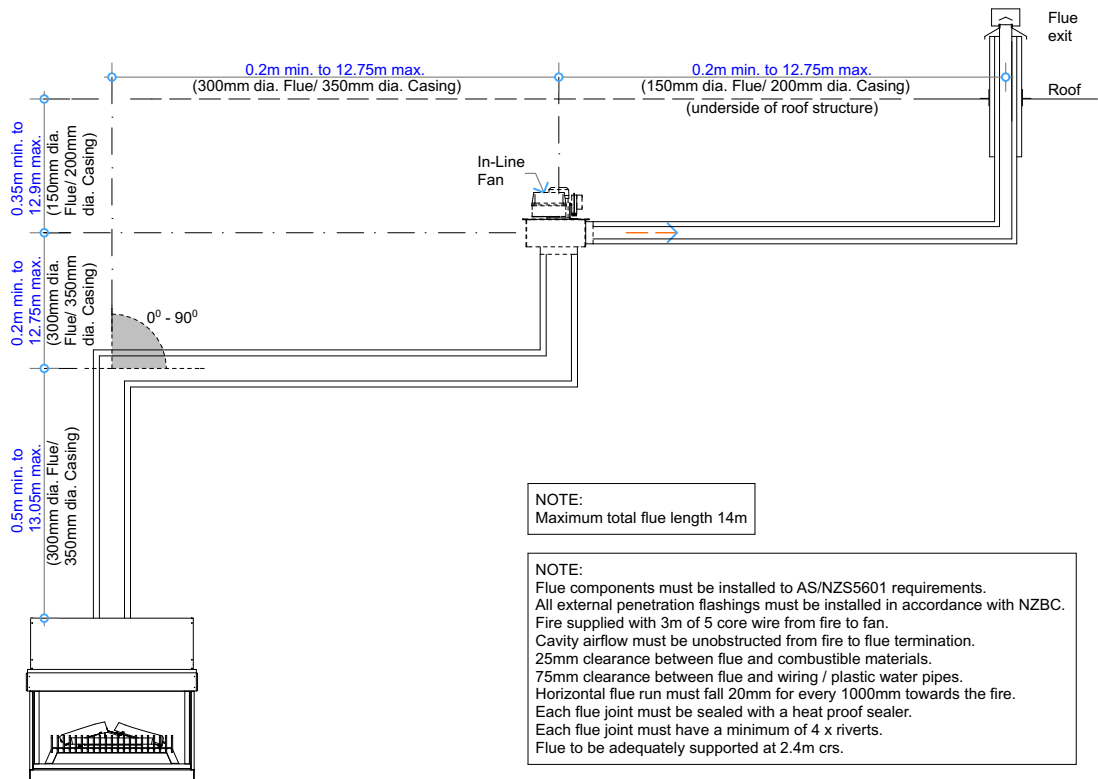 Flue
exit
0.2m min. to 12.75m max.
(300mm dia. Flue/ 350mm dia. Casing)
0.2m min. to 12.75m max.
(150mm dia. Flue/ 200mm dia. Casing)
(underside of roof structure)
Roof
0.35m min. to
12.9m max.
(150mm dia.
Flue/ 200mm
dia. Casing)
In-Line
Fan
0.2m min. to
12.75m max.
(300mm dia.
Flue/ 350mm
dia. Casing)
0⁰ - 90⁰
0.5m min. to
13.05m max.
(300mm dia. Flue/
350mm dia. Casing)
NOTE:
Maximum total flue length 14m
NOTE:
Flue components must be installed to AS/NZS5601 requirements.
All external penetration flashings must be installed in accordance with NZBC.
Fire supplied with 3m of 5 core wire from fire to fan.
Cavity airflow must be unobstructed from fire to flue termination.
25mm clearance between flue and combustible materials.
75mm clearance between flue and wiring / plastic water pipes.
Horizontal flue run must fall 20mm for every 1000mm towards the fire.
Each flue joint must be sealed with a heat proof sealer.
Each flue joint must have a minimum of 4 x riverts.
Flue to be adequately supported at 2.4m crs.